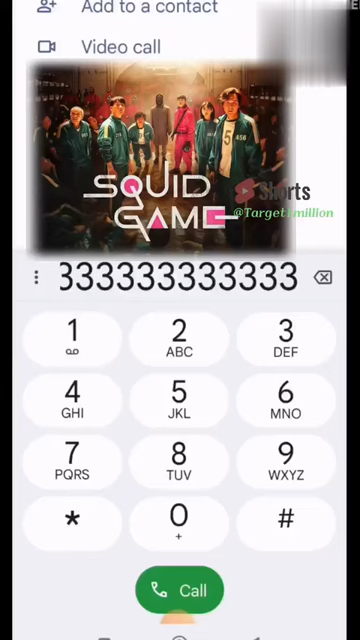 Add to a contact
Video call
456
SQUID
GAME
Shorts
@Target1million
333333333333
1
2
ABC
3
DEF
4
GHI
5
JKL
6
MNO
7
PQRS
8
TUV
9
WXYZ
*
0
+
#
Call